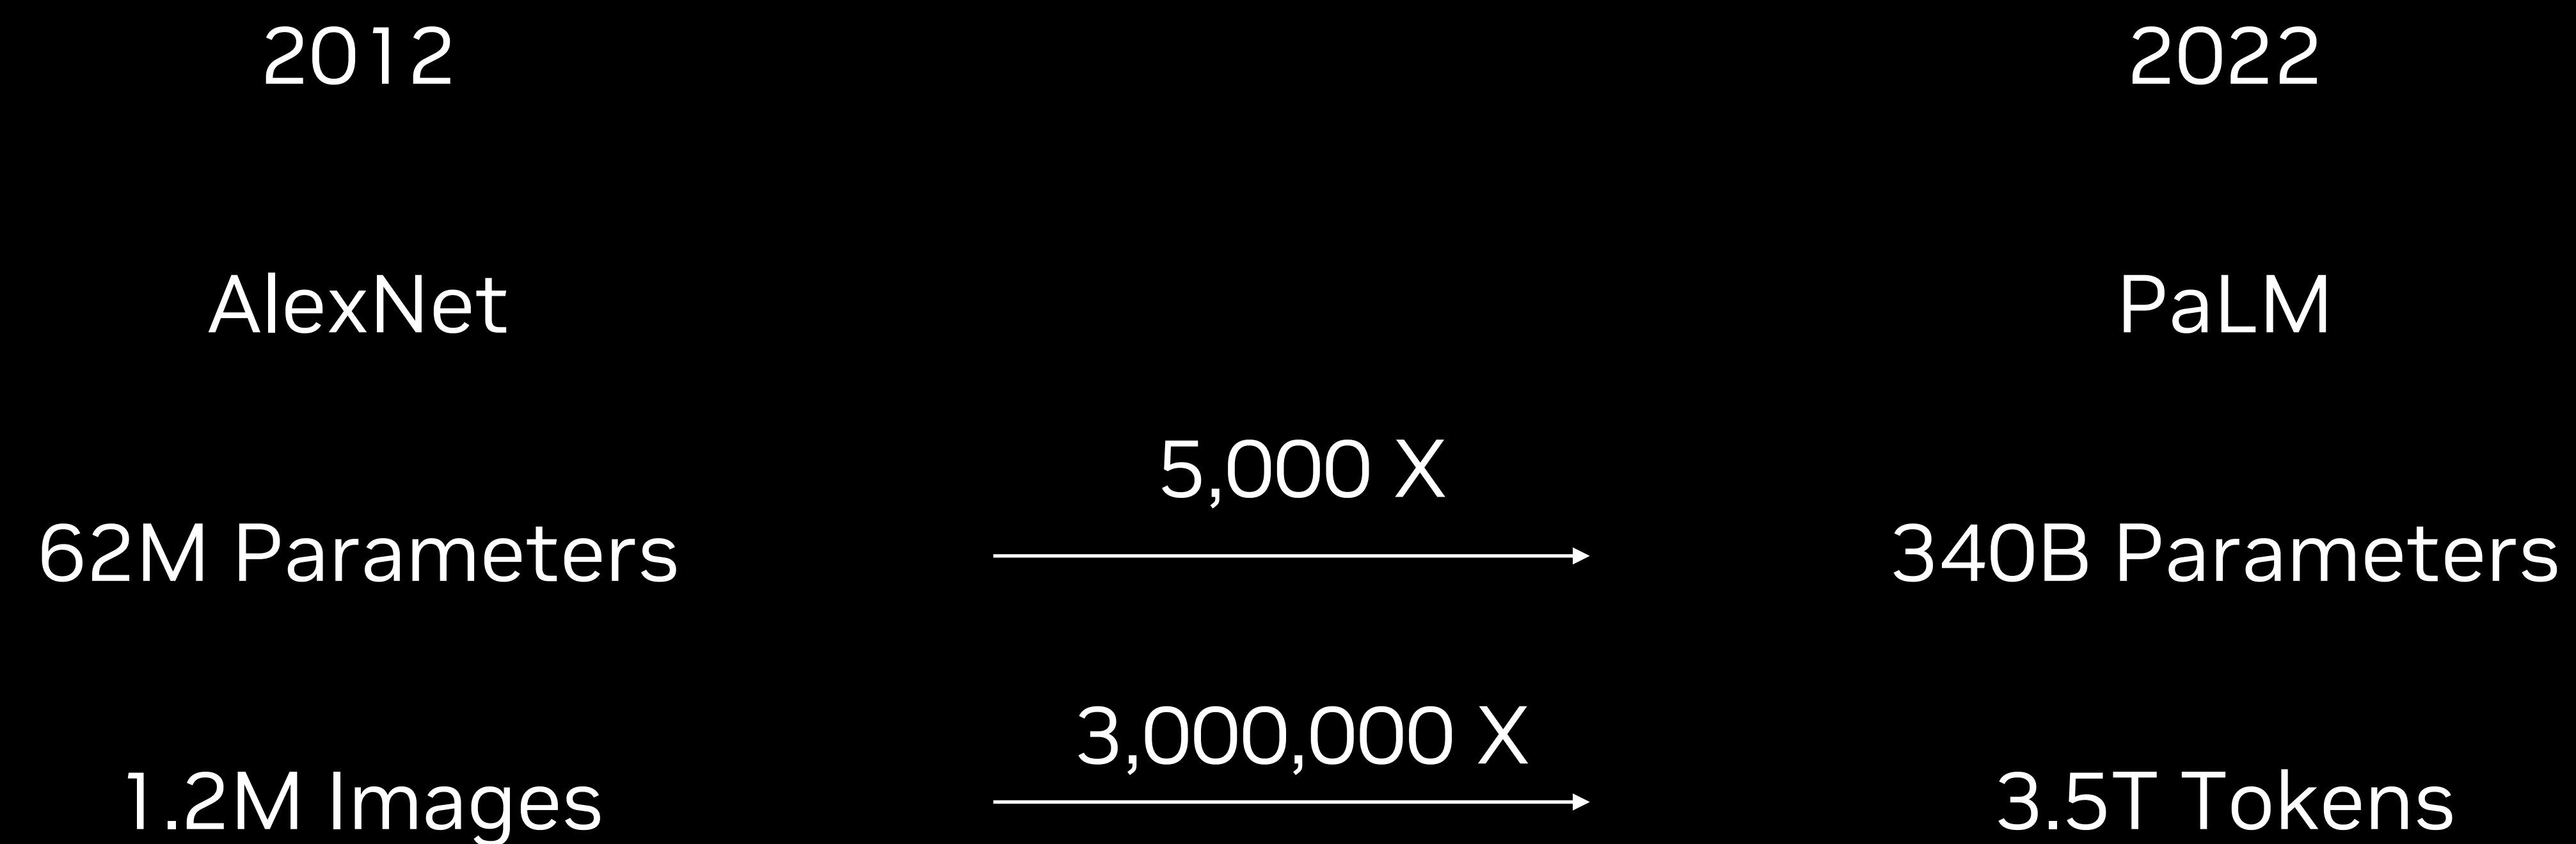 2012 2022
AlexNet PaLM
5,000 X
62M Parameters 340B Parameters
3,000,000 X
1.2M Images 3.5T Tokens